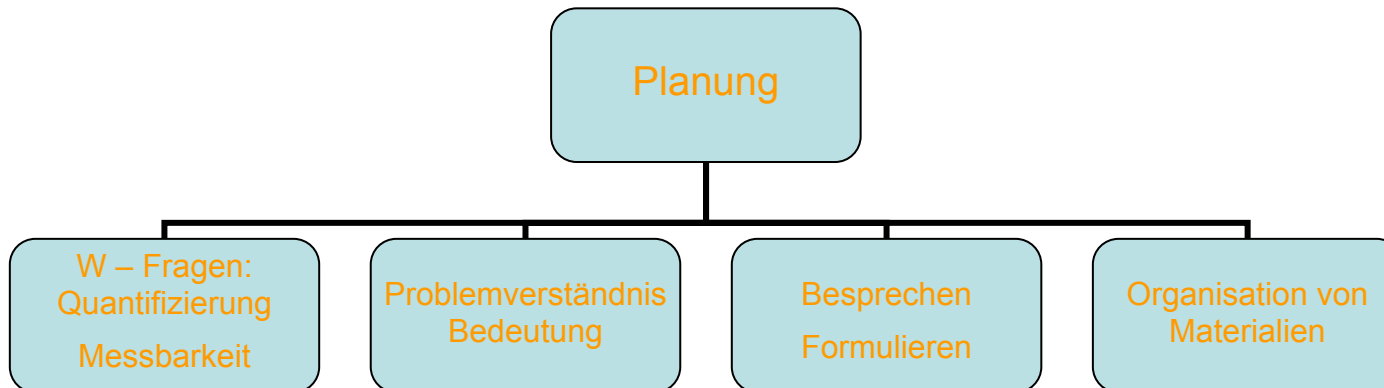 Planung
W – Fragen:
Quantifizierung
Messbarkeit
Problemverständnis
Bedeutung
Besprechen
Formulieren
Organisation von
Materialien